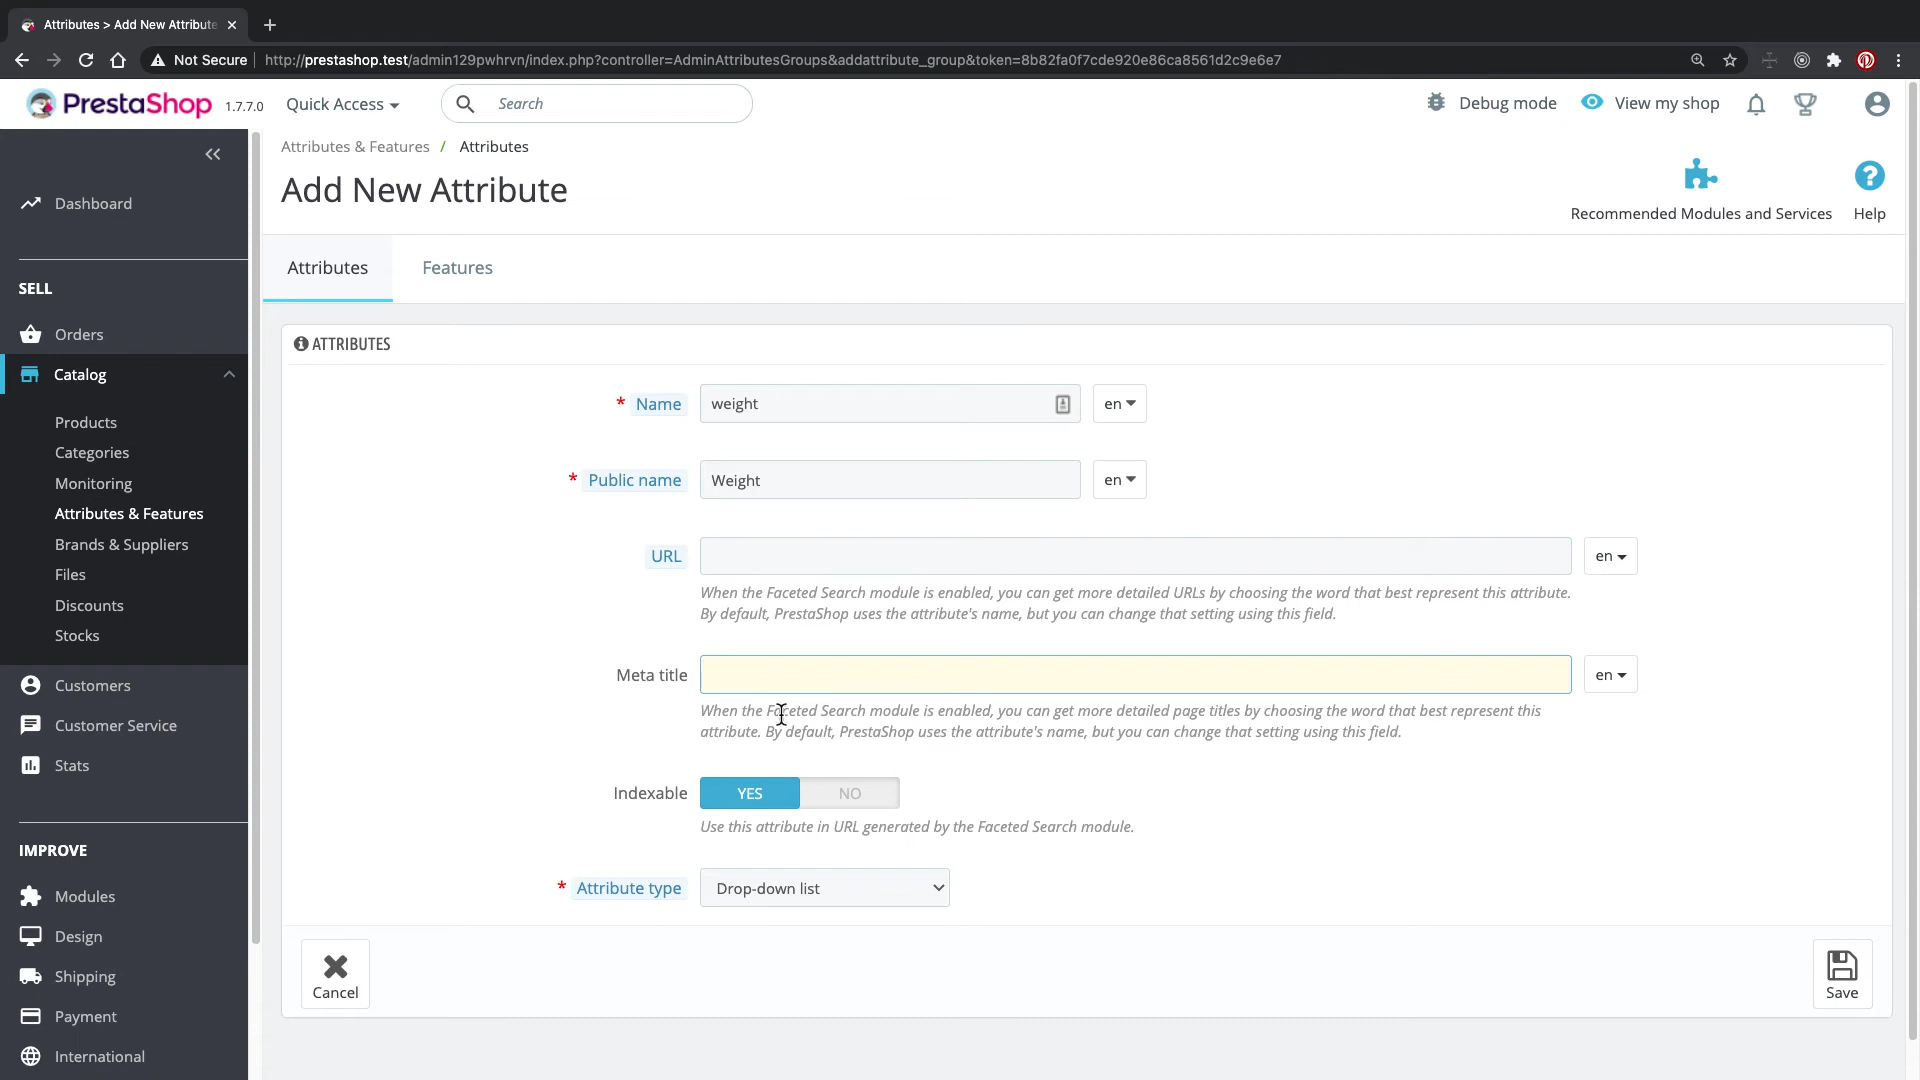 Attributes > Add New Attribute
Not Secure
http://prestashop.test/admin129pwhrvn/index.php?controller=AdminAttributesGroups&addattribute_group&token=8b82fa0f7cde920e86ca8561d2c9e6e7
PrestaShop 1.7.7.0
Quick Access
Search
Debug mode
View my shop
Attributes & Features / Attributes
Add New Attribute
Recommended Modules and Services
Help
Attributes
Features
Dashboard
SELL
Orders
Catalog
Products
Categories
Monitoring
Attributes & Features
Brands & Suppliers
Files
Discounts
Stocks
Customers
Customer Service
Stats
IMPROVE
Modules
Design
Shipping
Payment
International
ATTRIBUTES
* Name weight en
* Public name Weight en
URL en
When the Faceted Search module is enabled, you can get more detailed URLs by choosing the word that best represent this attribute.
By default, PrestaShop uses the attribute's name, but you can change that setting using this field.
Meta title en
When the Faceted Search module is enabled, you can get more detailed page titles by choosing the word that best represent this
attribute. By default, PrestaShop uses the attribute's name, but you can change that setting using this field.
Indexable YES NO
Use this attribute in URL generated by the Faceted Search module.
* Attribute type Drop-down list
Cancel
Save